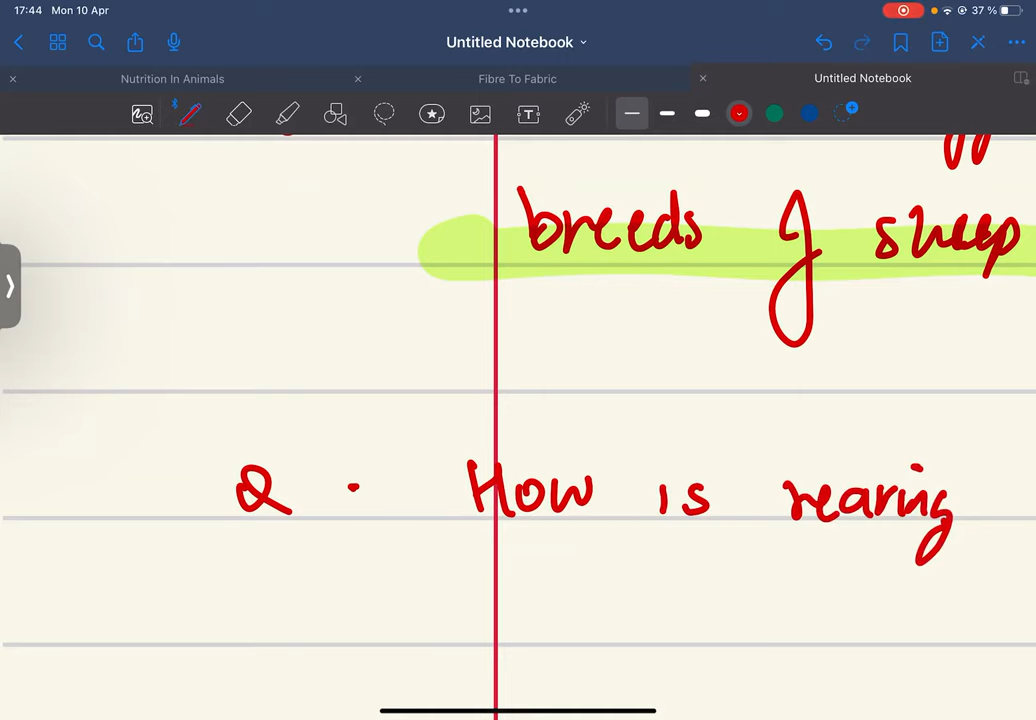 17:44 Mon 10 Apr 37 %
Untitled Notebook
Nutrition In Animals Fibre To Fabric Untitled Notebook
breeds of sheep
Q . How is rearing